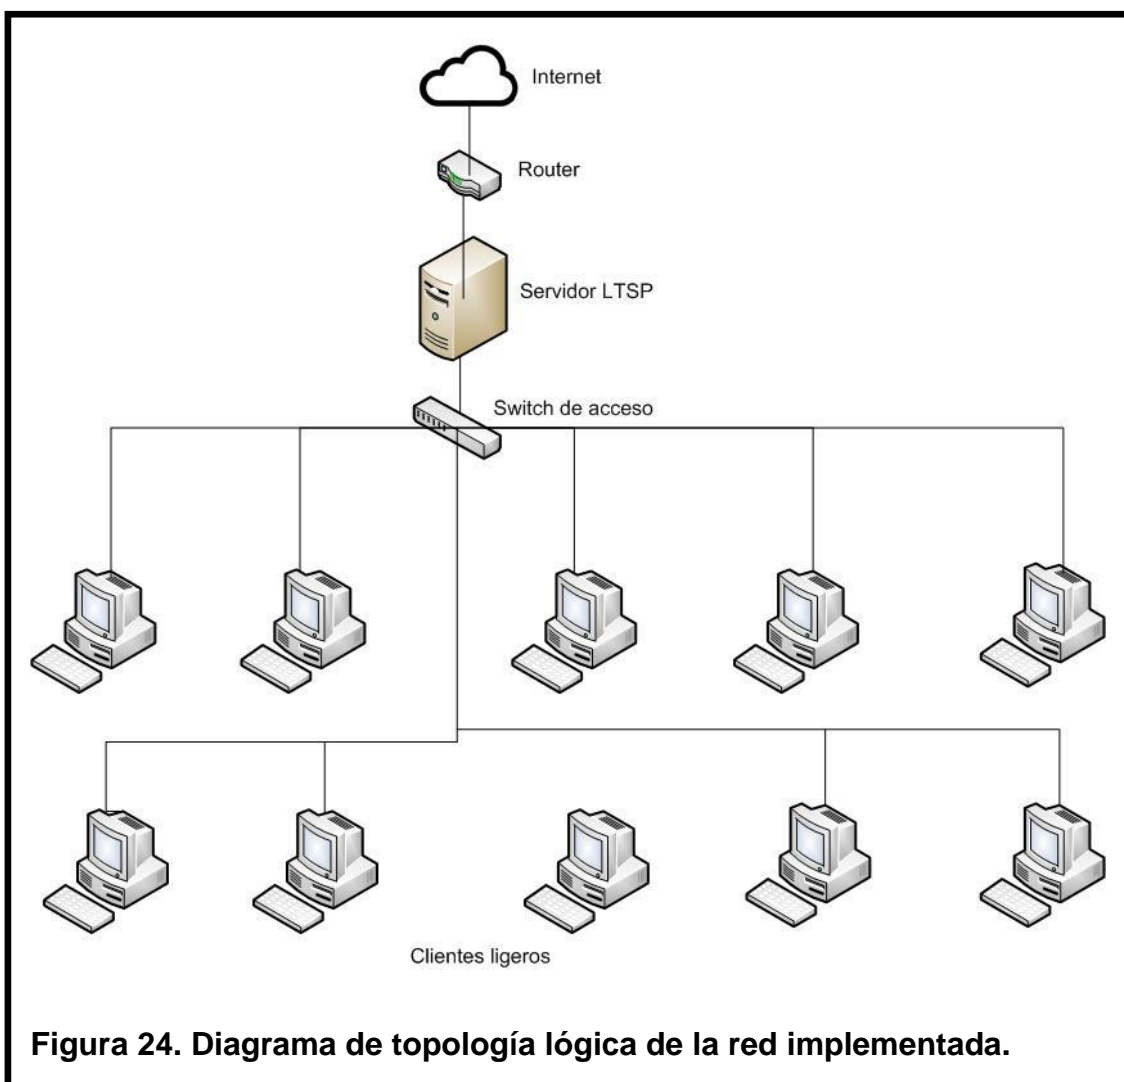 Internet
Router
Servidor LTSP
Switch de acceso
Clientes ligeros
Figura 24. Diagrama de topología lógica de la red implementada.